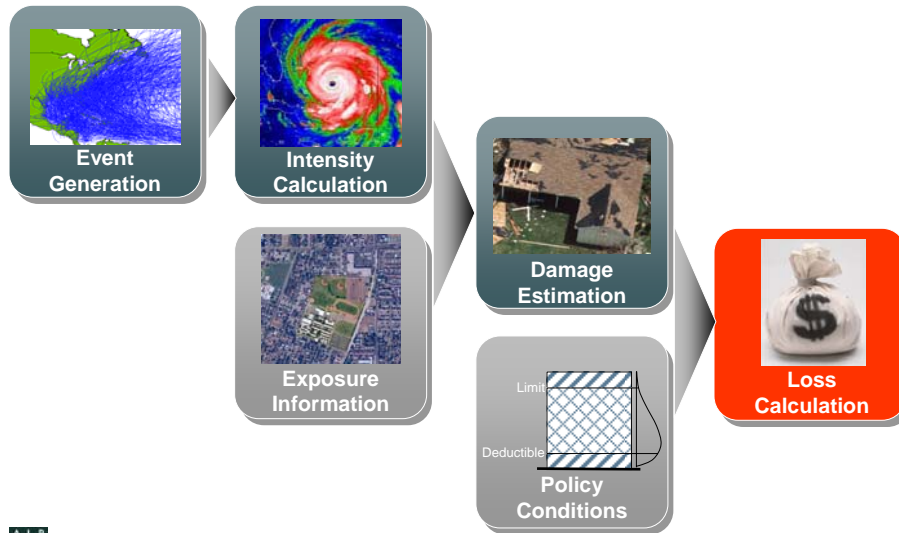 Event
Generation
Intensity
Calculation
Exposure
Information
Damage
Estimation
Limit
Deductible
Policy
Conditions
$
Loss
Calculation